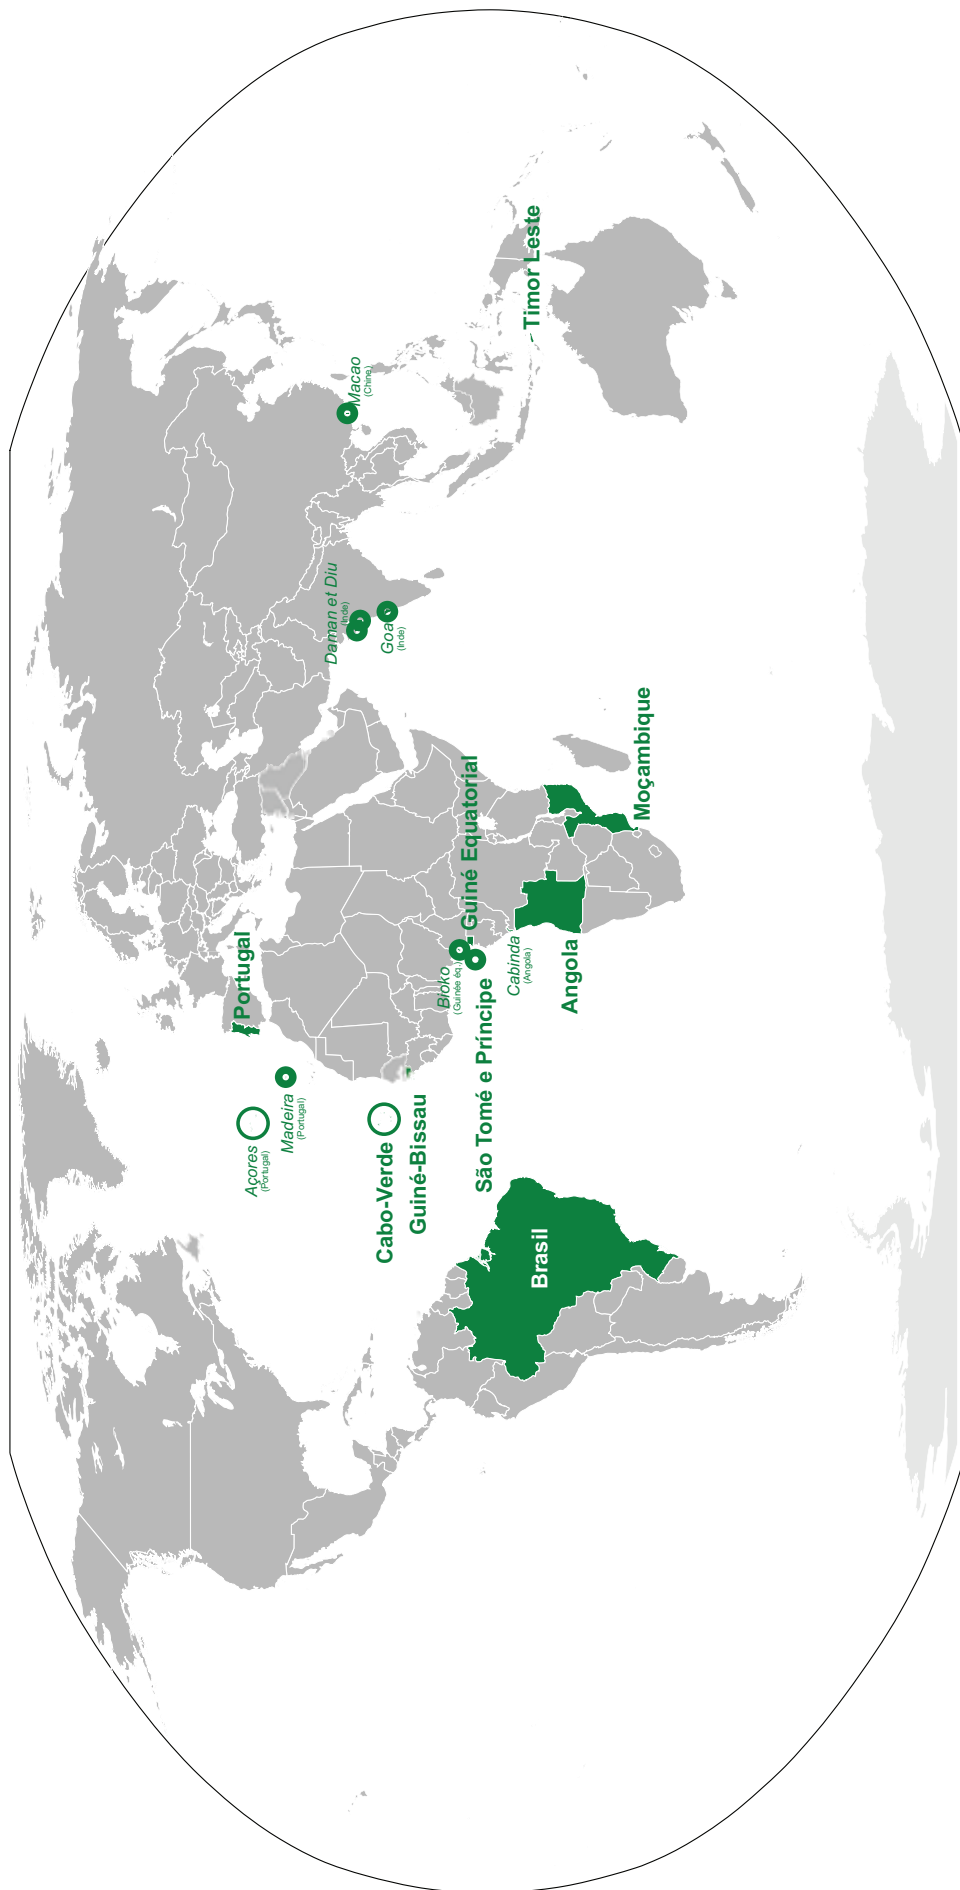 Portugal
Açores
(Portugal)
Madeira
(Portugal)
Cabo-Verde
Guiné-Bissau
Brasil
São Tomé e Príncipe
Bioko
(Guinée éq.)
Guiné Equatorial
Cabinda
(Angola)
Angola
Moçambique
Daman et Diu
(Inde)
Goa
(Inde)
Macao
(Chine)
Timor Leste